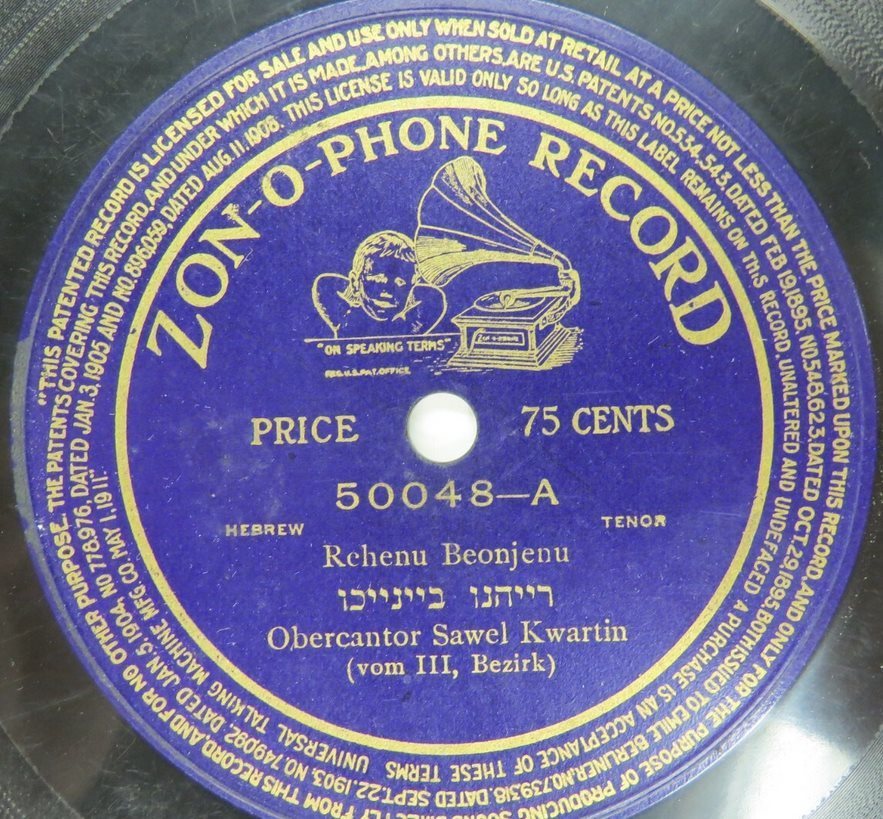 "THIS PATENTED RECORD IS LICENSED FOR SALE AND USE ONLY WHEN SOLD AT RETAIL AT A PRICE NOT LESS THAN THE PRICE MARKED UPON THIS RECORD, AND ONLY FOR THE PURPOSE OF PRODUCING SOUND DIRECTLY FROM THIS RECORD, AND FOR NO OTHER PURPOSE.
THE PATENTS COVERING THIS RECORD, AND UNDER WHICH IT IS MADE, AMONG OTHERS, ARE U.S. PATENTS NO. 534,543, DATED FEB 19,1895, NO. 548,623, DATED OCT. 29,1895, BOTH ISSUED TO EMILE BERLINER, NO. 739318, DATED SEPT. 22,1903 NO. 749092, DATED JAN. 5, 1904, NO 778,976, DATED JAN. 3, 1905
AND NO. 896,059, DATED AUG. 11, 1908. THIS LICENSE IS VALID ONLY SO LONG AS THIS LABEL REMAINS ON THIS RECORD, UNALTERED AND UNDEFACED A PURCHASE IS AN ACCEPTANCE OF THESE TERMS UNIVERSAL TALKING MACHINE MFG CO. MAY 1, 1911."
ZON-O-PHONE RECORD
ZON-O-PHONE
"ON SPEAKING TERMS"
REG. U.S. PAT. OFFICE
PRICE 75 CENTS
50048—A
HEBREW TENOR
Rchenu Beonjenu
רייהנו ביינייכו
Obercantor Sawel Kwartin
(vom III, Bezirk)